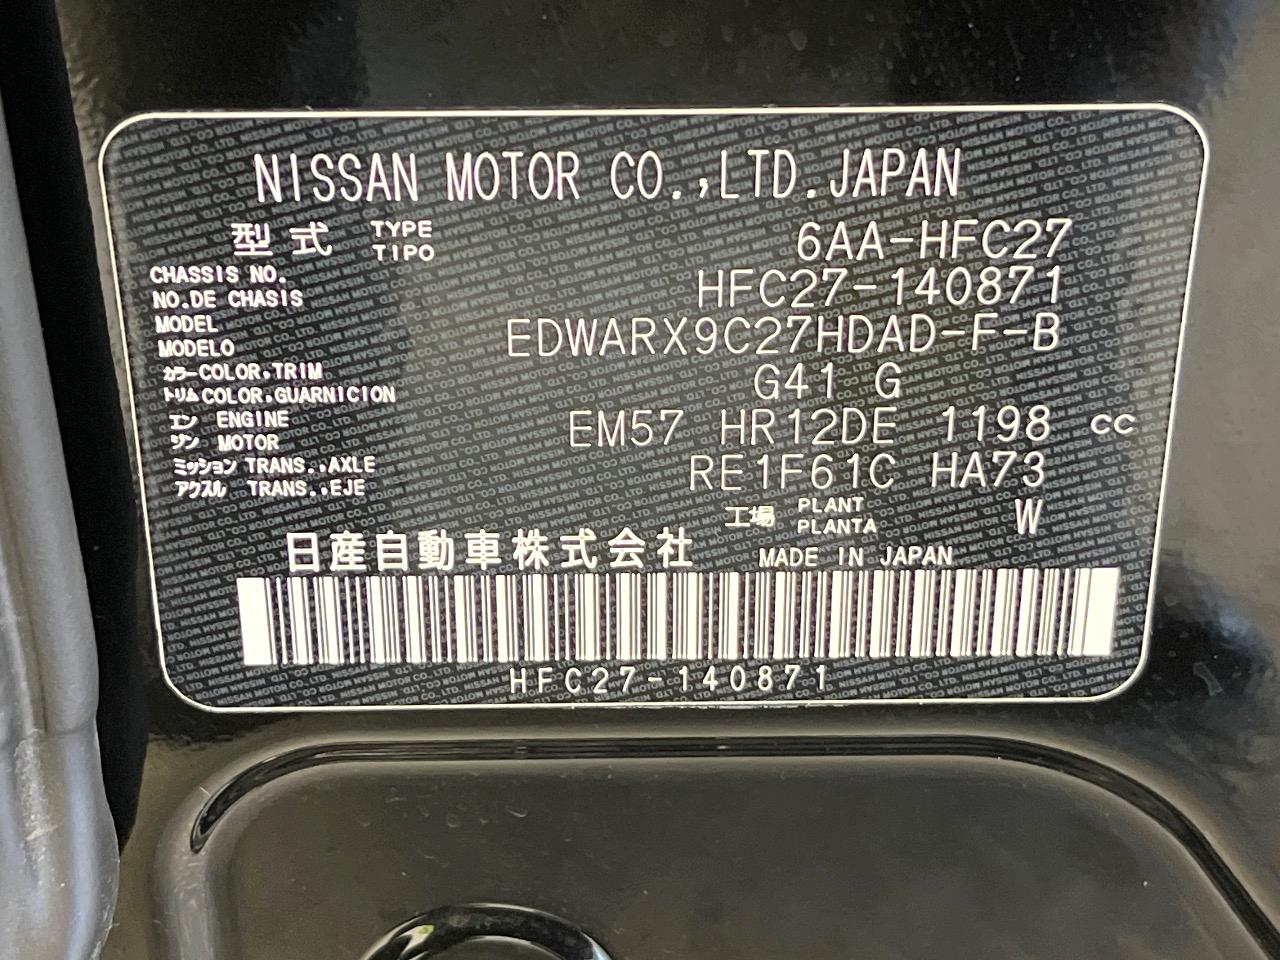 NISSAN MOTOR CO.,LTD.JAPAN
型式 TYPE TIPO 6AA-HFC27
CHASSIS NO. NO.DE CHASIS HFC27-140871
MODEL MODELO EDWARX9C27HDAD-F-B
カラー COLOR,TRIM
トリム COLOR,GUARNICION G41 G
エン ENGINE
ジン MOTOR EM57 HR12DE 1198 cc
ミッション TRANS.,AXLE
アクスル TRANS.,EJE RE1F61C HA73
工場 PLANT PLANTA W
日産自動車株式会社 MADE IN JAPAN
HFC27-140871